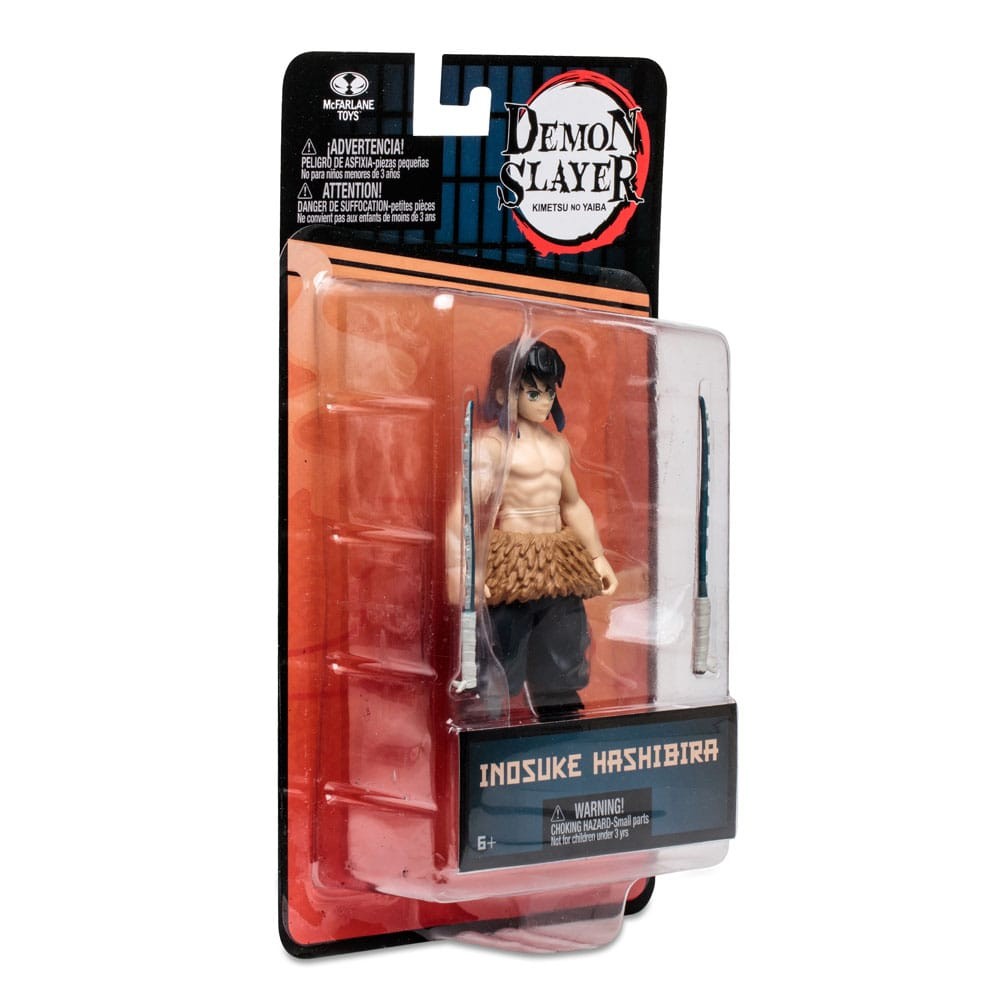 McFARLANE
TOYS
⚠ ¡ADVERTENCIA!
PELIGRO DE ASFIXIA-piezas pequeñas
No para niños menores de 3 años
⚠ ATTENTION!
DANGER DE SUFFOCATION-petites pièces
Ne convient pas aux enfants de moins de 3 ans
DEMON
SLAYER
KIMETSU NO YAIBA
INOSUKE HASHIBIRA
⚠ WARNING!
CHOKING HAZARD-Small parts
Not for children under 3 yrs
6+